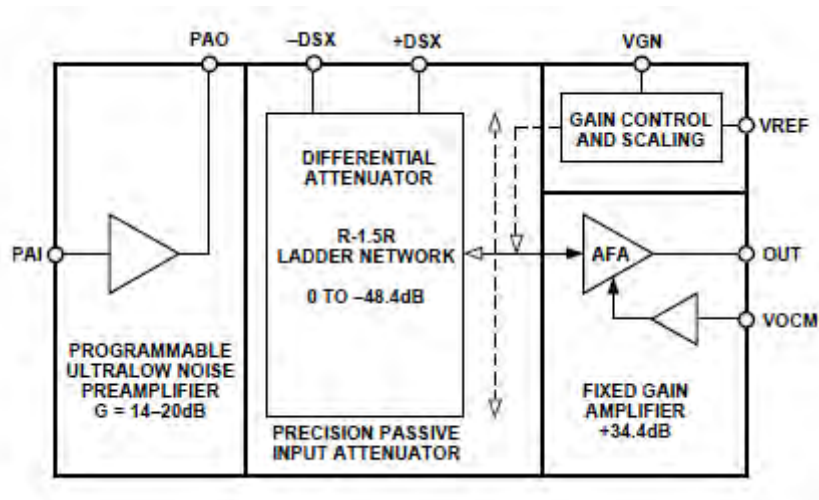 PAO
–DSX
+DSX
VGN
GAIN CONTROL
AND SCALING
VREF
DIFFERENTIAL
ATTENUATOR
R-1.5R
LADDER NETWORK
0 TO –48.4dB
PAI
AFA
OUT
VOCM
PROGRAMMABLE
ULTRALOW NOISE
PREAMPLIFIER
G = 14–20dB
PRECISION PASSIVE
INPUT ATTENUATOR
FIXED GAIN
AMPLIFIER
+34.4dB